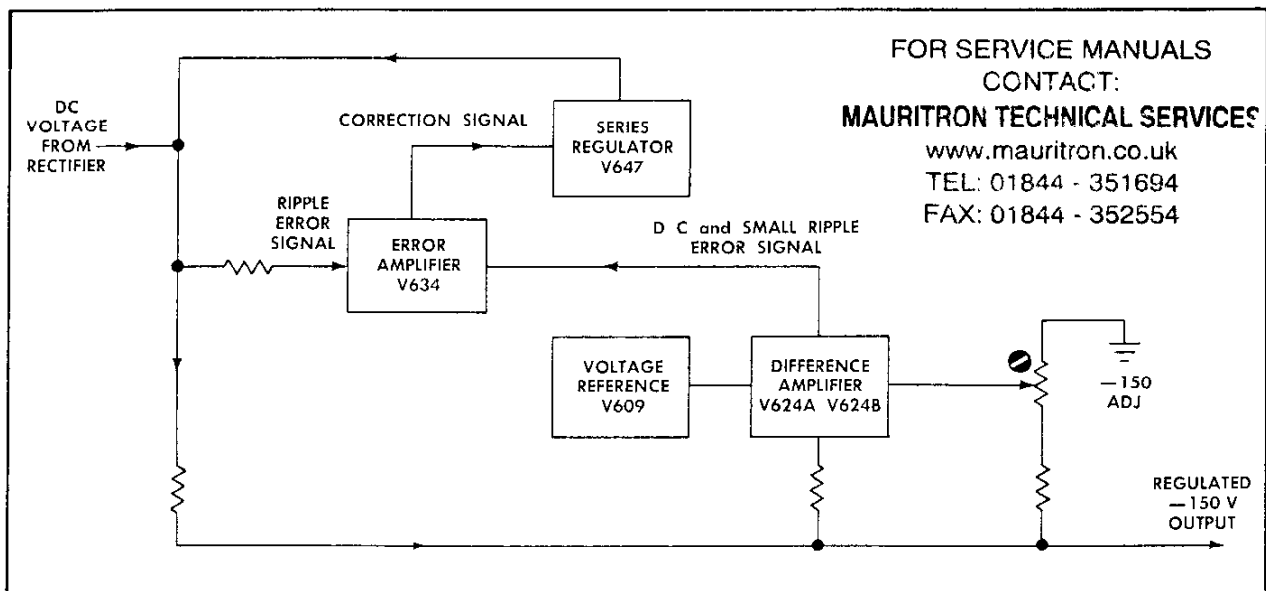 FOR SERVICE MANUALS
CONTACT:
MAURITRON TECHNICAL SERVICES
www.mauritron.co.uk
TEL: 01844 - 351694
FAX: 01844 - 352554
DC
VOLTAGE
FROM
RECTIFIER
CORRECTION SIGNAL
SERIES
REGULATOR
V647
RIPPLE
ERROR
SIGNAL
ERROR
AMPLIFIER
V634
D C and SMALL RIPPLE
ERROR SIGNAL
VOLTAGE
REFERENCE
V609
DIFFERENCE
AMPLIFIER
V624A V624B
—150
ADJ
REGULATED
—150 V
OUTPUT